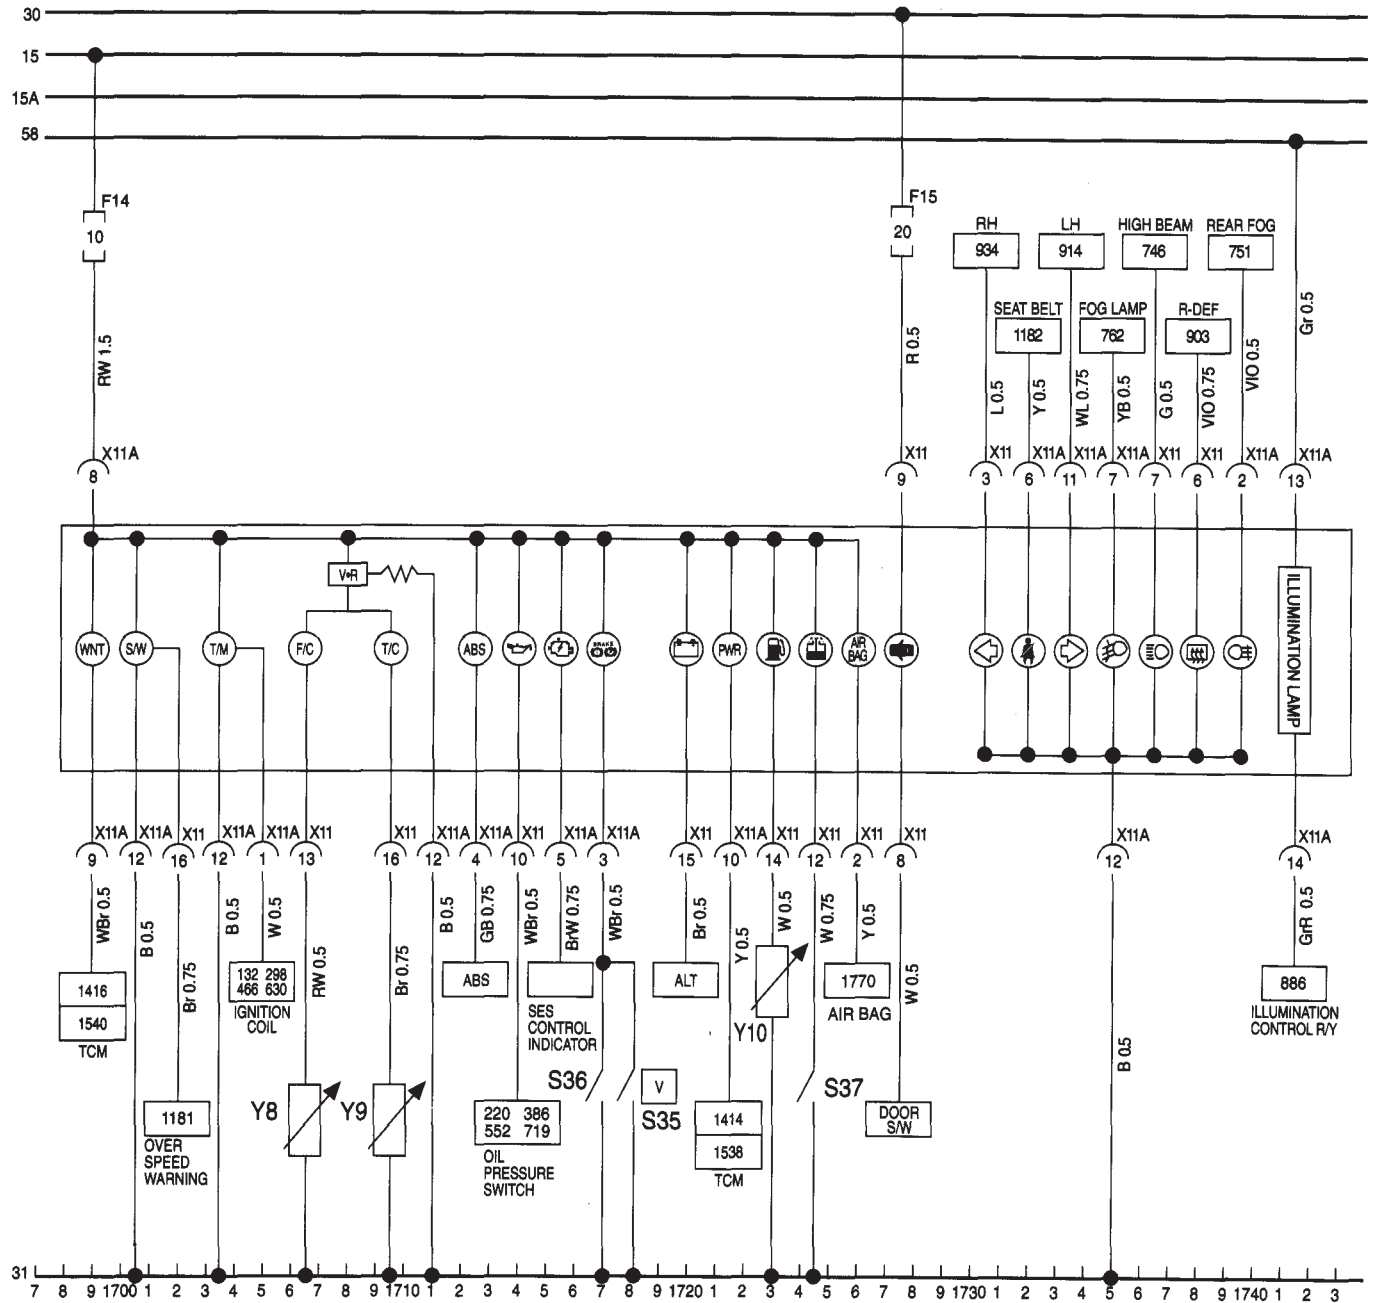 30
15
15A
58
F14
10
F15
20
RH
934
LH
914
HIGH BEAM
746
REAR FOG
751
SEAT BELT
1182
FOG LAMP
762
R-DEF
903
RW 1.5
R 0.5
L 0.5
Y 0.5
WL 0.75
YB 0.5
G 0.5
VIO 0.75
VIO 0.5
Gr 0.5
X11A
8
X11
9
X11
3
X11A
6
X11A
11
X11A
7
X11
7
X11
6
X11A
2
X11A
13
V•R
WNT
S/W
T/M
F/C
T/C
ABS
BRAKE
PWR
AIR
BAG
ILLUMINATION LAMP
X11A
9
X11A
12
X11
16
X11A
12
X11A
1
X11
13
X11
16
X11A
12
X11A
4
X11
10
X11A
5
X11A
3
X11
15
X11A
10
X11
14
X11
12
X11
2
X11
8
X11A
12
X11A
14
WBr 0.5
B 0.5
Br 0.75
B 0.5
W 0.5
RW 0.5
Br 0.75
B 0.5
GB 0.75
WBr 0.5
BrW 0.75
WBr 0.5
Br 0.5
Y 0.5
W 0.5
W 0.75
Y 0.5
W 0.5
B 0.5
GrR 0.5
1416
1540
TCM
132 298
466 630
IGNITION
COIL
ABS
SES
CONTROL
INDICATOR
ALT
Y10
1770
AIR BAG
886
ILLUMINATION
CONTROL R/Y
1181
OVER
SPEED
WARNING
Y8
Y9
220 386
552 719
OIL
PRESSURE
SWITCH
S36
V
S35
1414
1538
TCM
S37
DOOR
S/W
31
7 8 9 1700 1 2 3 4 5 6 7 8 9 1710 1 2 3 4 5 6 7 8 9 1720 1 2 3 4 5 6 7 8 9 1730 1 2 3 4 5 6 7 8 9 1740 1 2 3